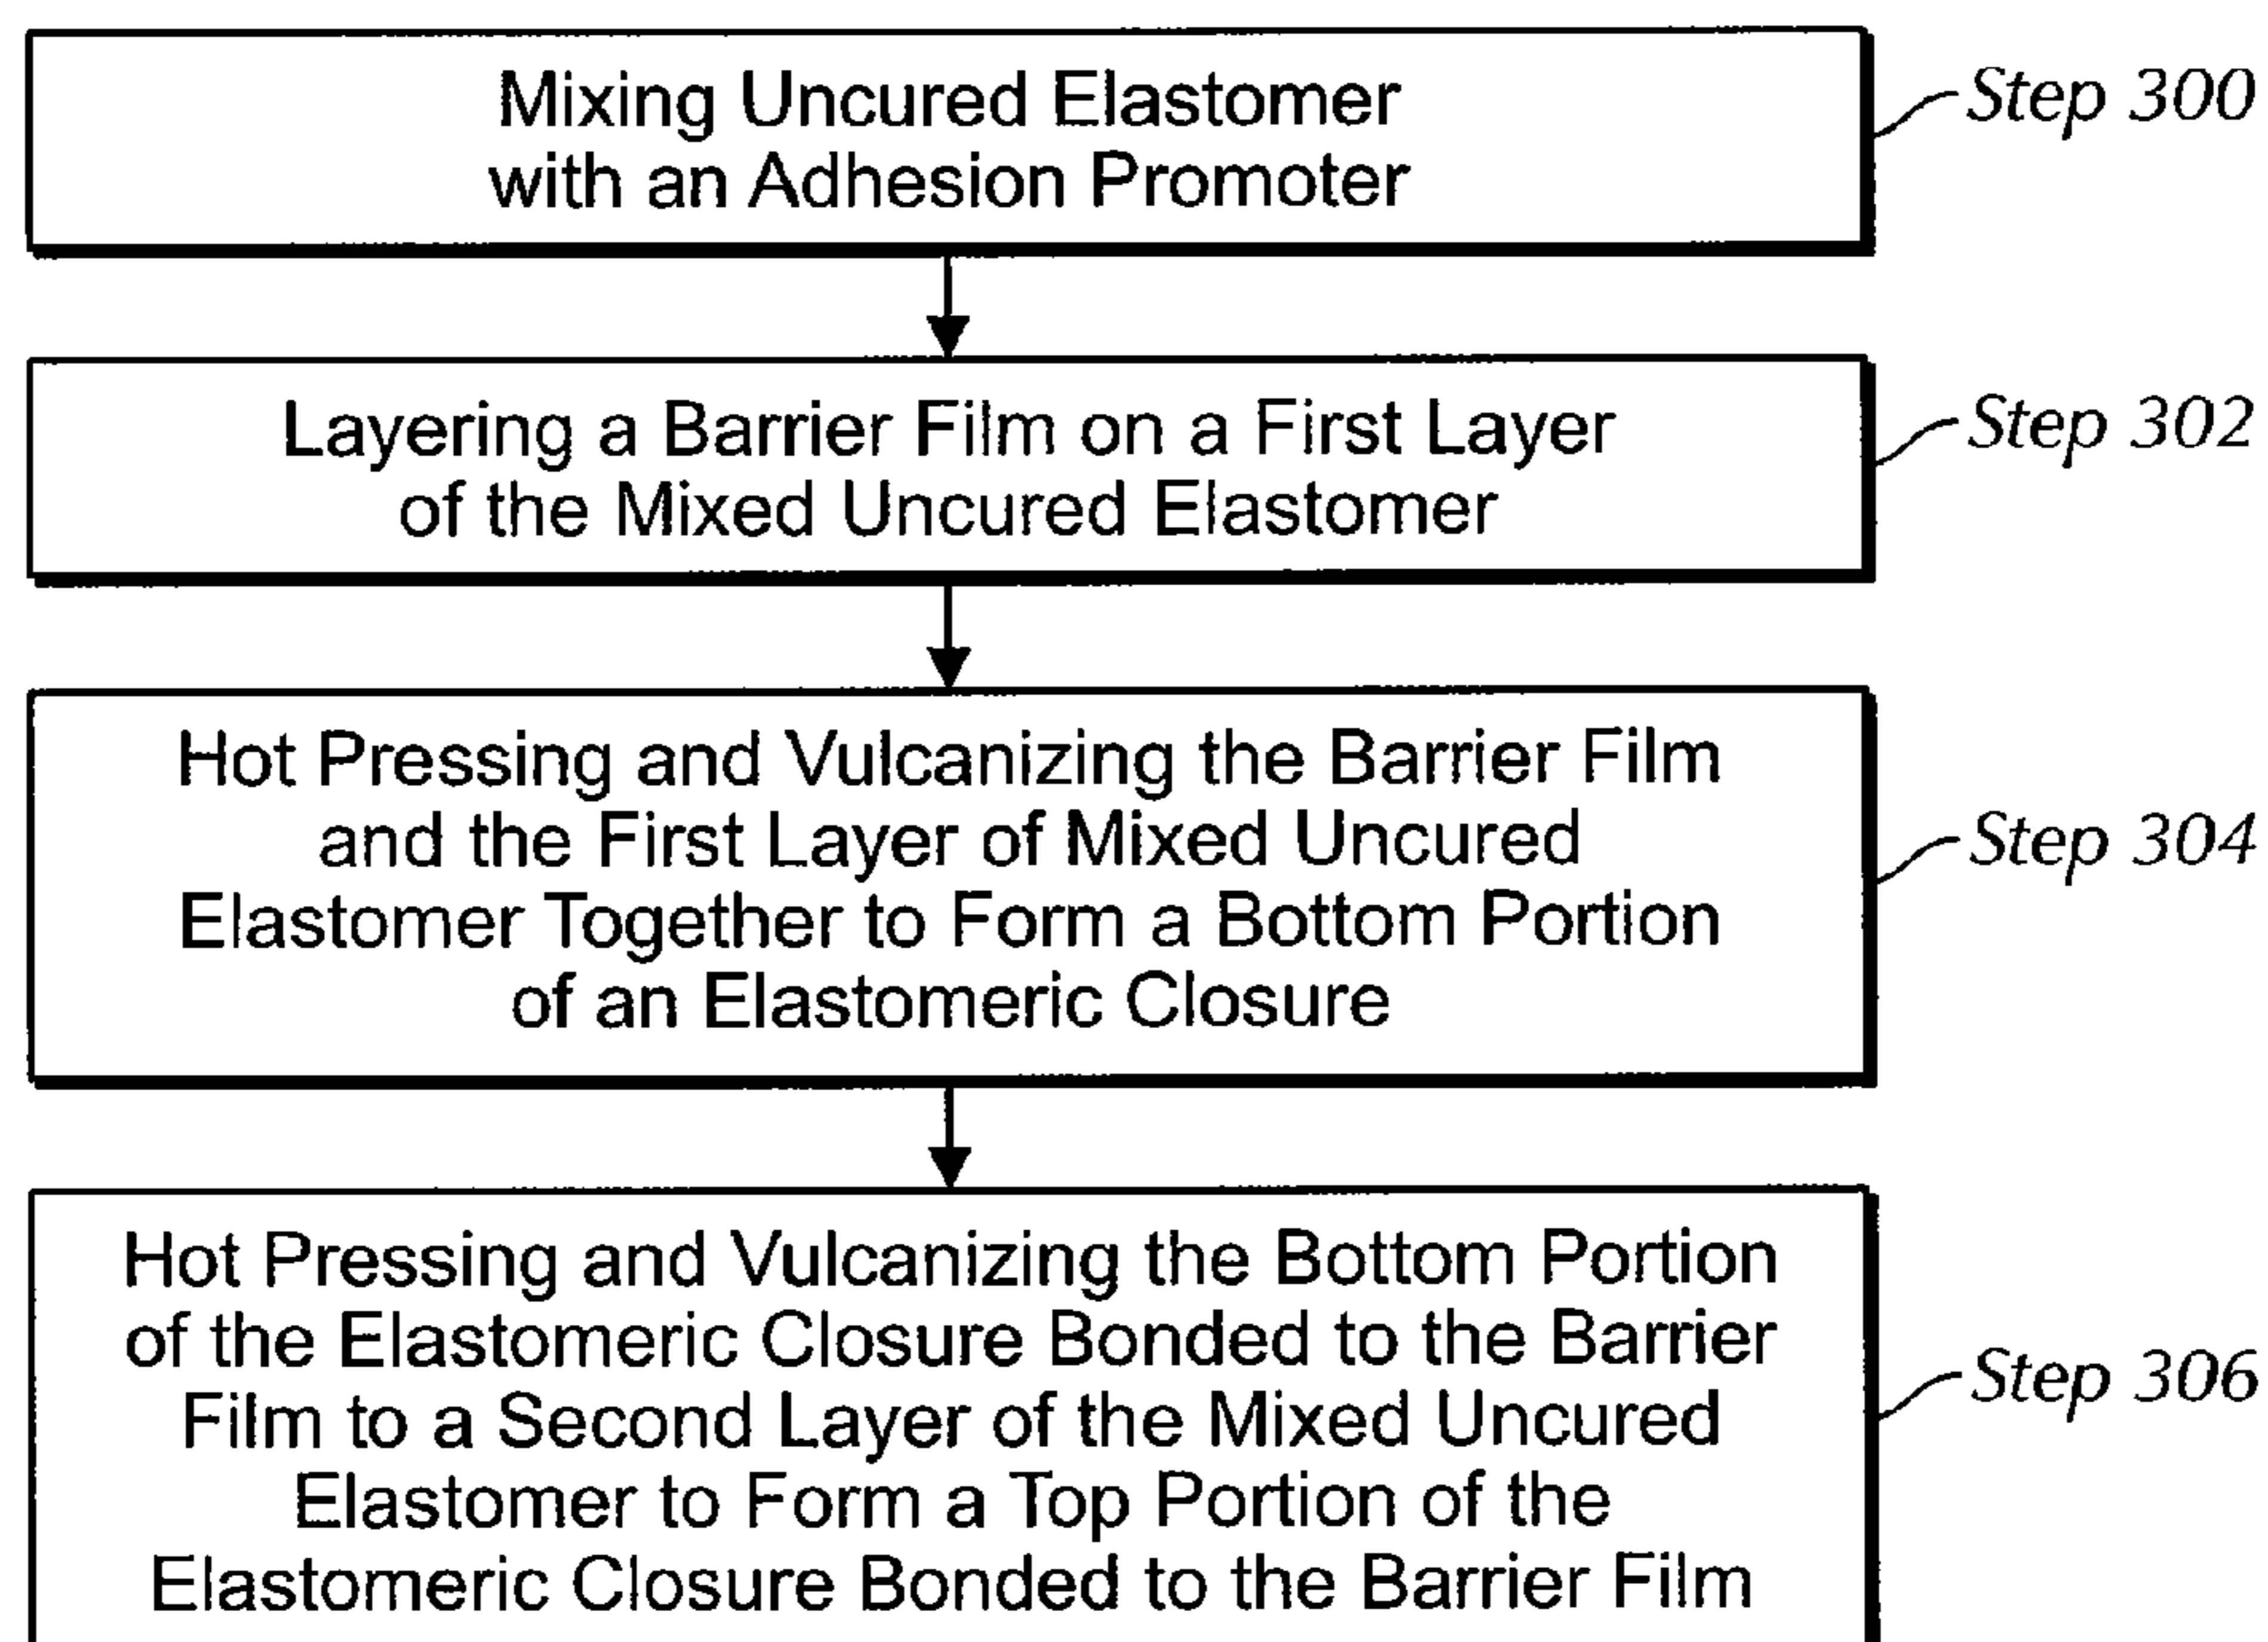 Mixing Uncured Elastomer
with an Adhesion Promoter
Step 300
Layering a Barrier Film on a First Layer
of the Mixed Uncured Elastomer
Step 302
Hot Pressing and Vulcanizing the Barrier Film
and the First Layer of Mixed Uncured
Elastomer Together to Form a Bottom Portion
of an Elastomeric Closure
Step 304
Hot Pressing and Vulcanizing the Bottom Portion
of the Elastomeric Closure Bonded to the Barrier
Film to a Second Layer of the Mixed Uncured
Elastomer to Form a Top Portion of the
Elastomeric Closure Bonded to the Barrier Film
Step 306